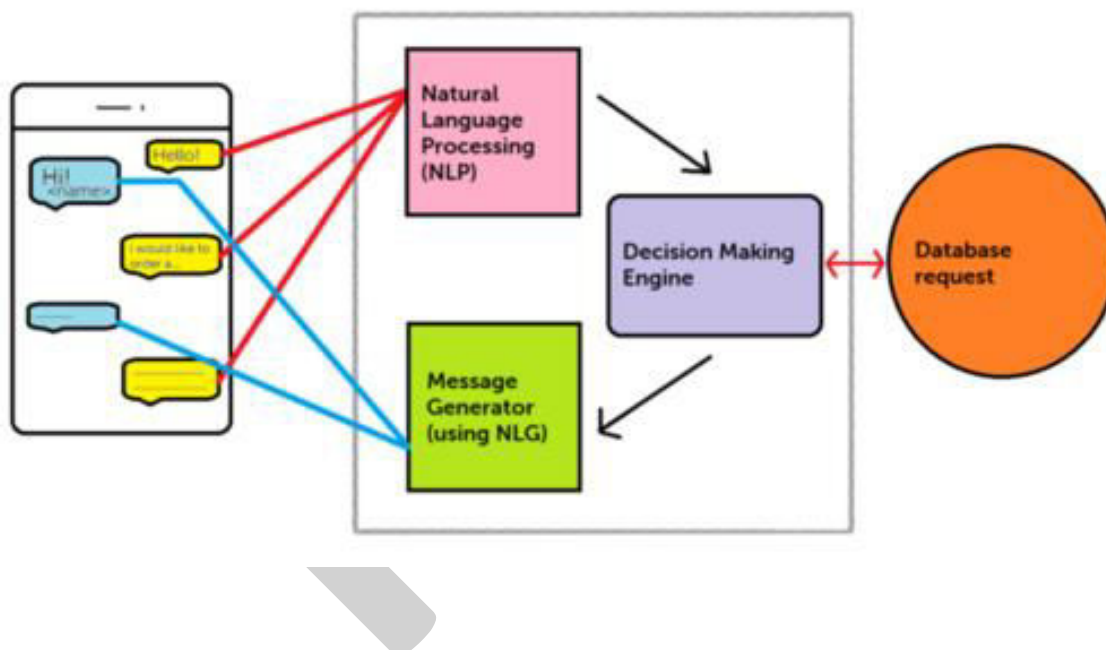 Hello!
Hi!
<name>
I would like to
order a...
Natural
Language
Processing
(NLP)
Decision Making
Engine
Database
request
Message
Generator
(using NLG)